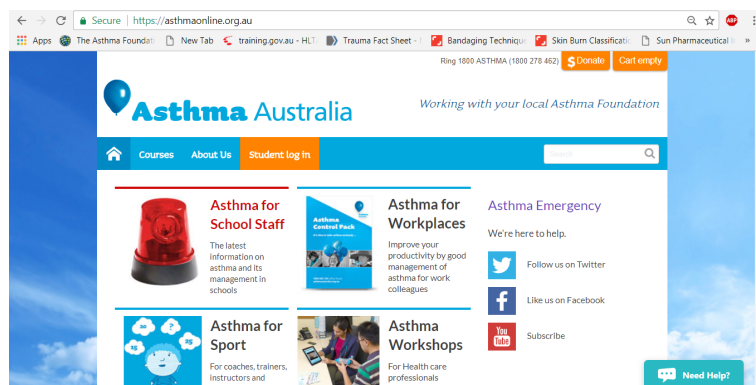 Secure | https://asthmaonline.org.au
ABP
Apps The Asthma Foundati New Tab training.gov.au - HLT Trauma Fact Sheet - Bandaging Technique Skin Burn Classificati Sun Pharmaceutical I »
Ring 1800 ASTHMA (1800 278 462) $ Donate Cart empty
Asthma Australia
Working with your local Asthma Foundation
Courses About Us Student log in
Asthma for
School Staff
The latest
information on
asthma and its
management in
schools
Asthma
Control Pack
Asthma for
Workplaces
Improve your
productivity by good
management of
asthma for work
colleagues
Asthma Emergency
We're here to help.
Follow us on Twitter
Like us on Facebook
You
Tube
Subscribe
20 ? 25
15
Asthma for
Sport
For coaches, trainers,
Instructors and
Asthma
Workshops
For Health care
professionals
Need Help?